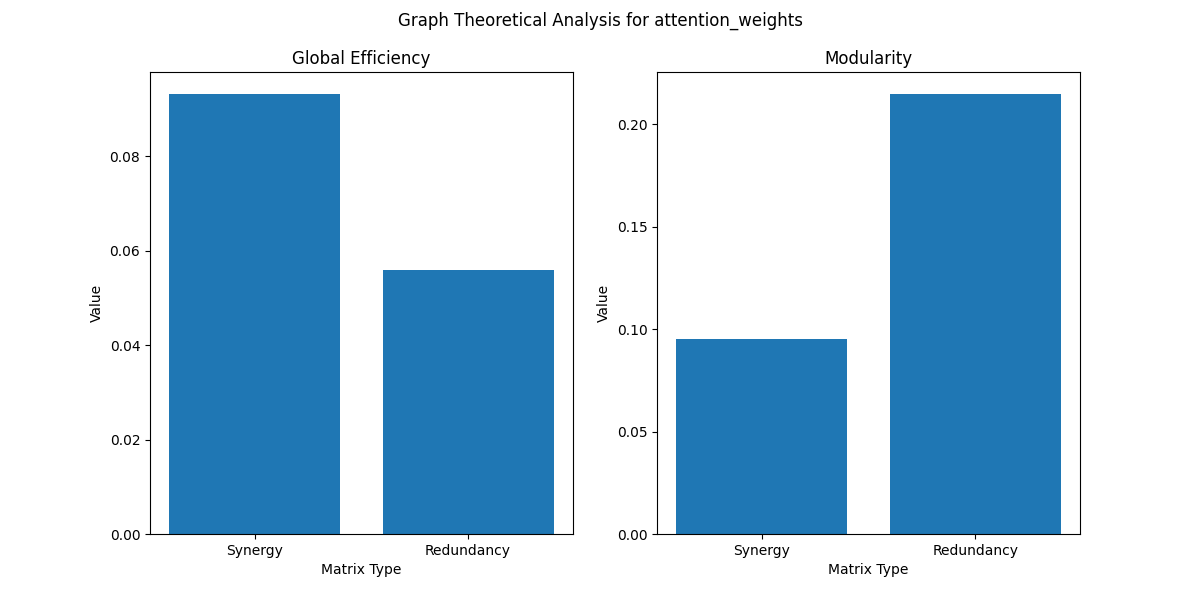 Graph Theoretical Analysis for attention_weights
Global Efficiency
Value
0.08
0.06
0.04
0.02
0.00
Synergy
Redundancy
Matrix Type
Modularity
Value
0.20
0.15
0.10
0.05
0.00
Synergy
Redundancy
Matrix Type